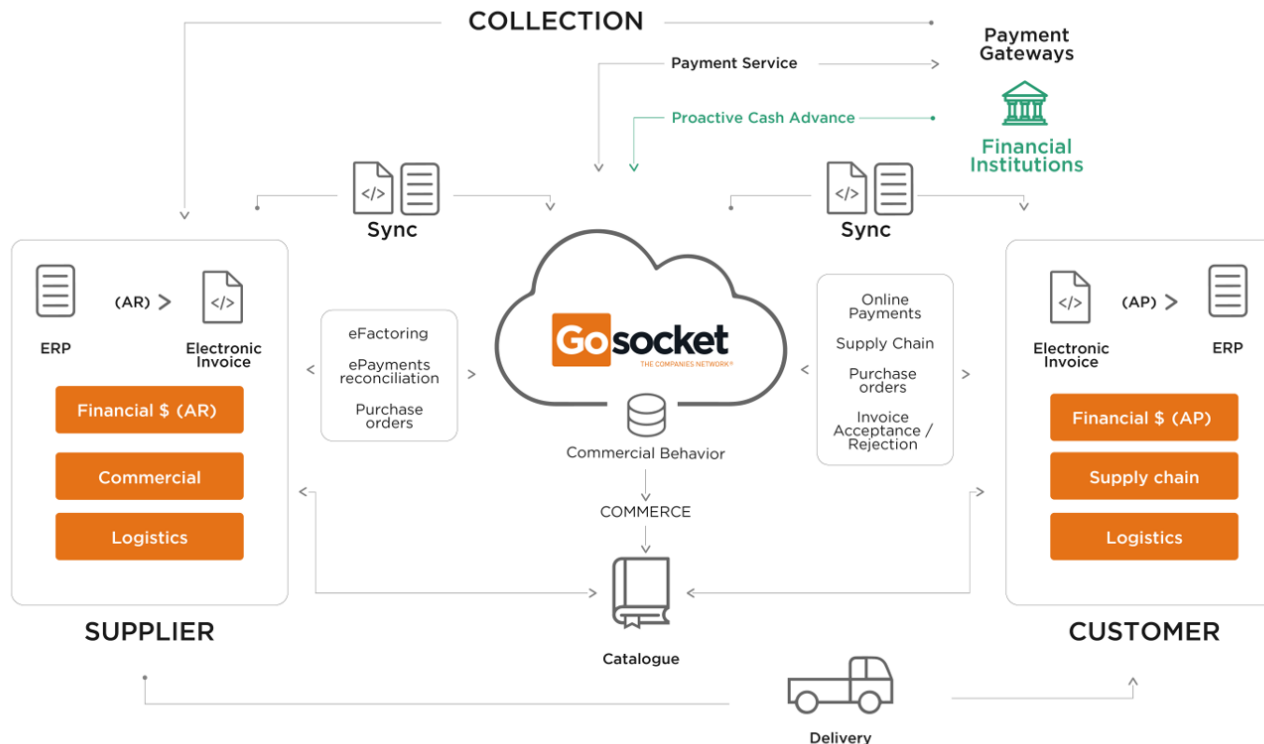 COLLECTION
Payment
Gateways
Payment Service
Proactive Cash Advance
Financial
Institutions
</>
Sync
</>
Sync
(AR) >
</>
ERP
Electronic
Invoice
Financial $ (AR)
Commercial
Logistics
SUPPLIER
eFactoring
ePayments
reconciliation
Purchase
orders
Gosocket
THE COMPANIES NETWORK®
Commercial Behavior
COMMERCE
Catalogue
Online
Payments
Supply Chain
Purchase
orders
Invoice
Acceptance /
Rejection
</>
(AP) >
Electronic
Invoice
ERP
Financial $ (AP)
Supply chain
Logistics
CUSTOMER
Delivery